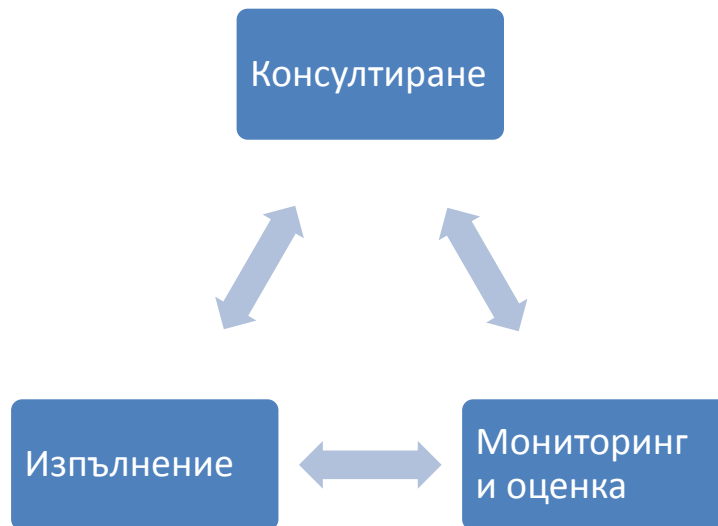 Консултиране
Изпълнение
Мониторинг
и оценка